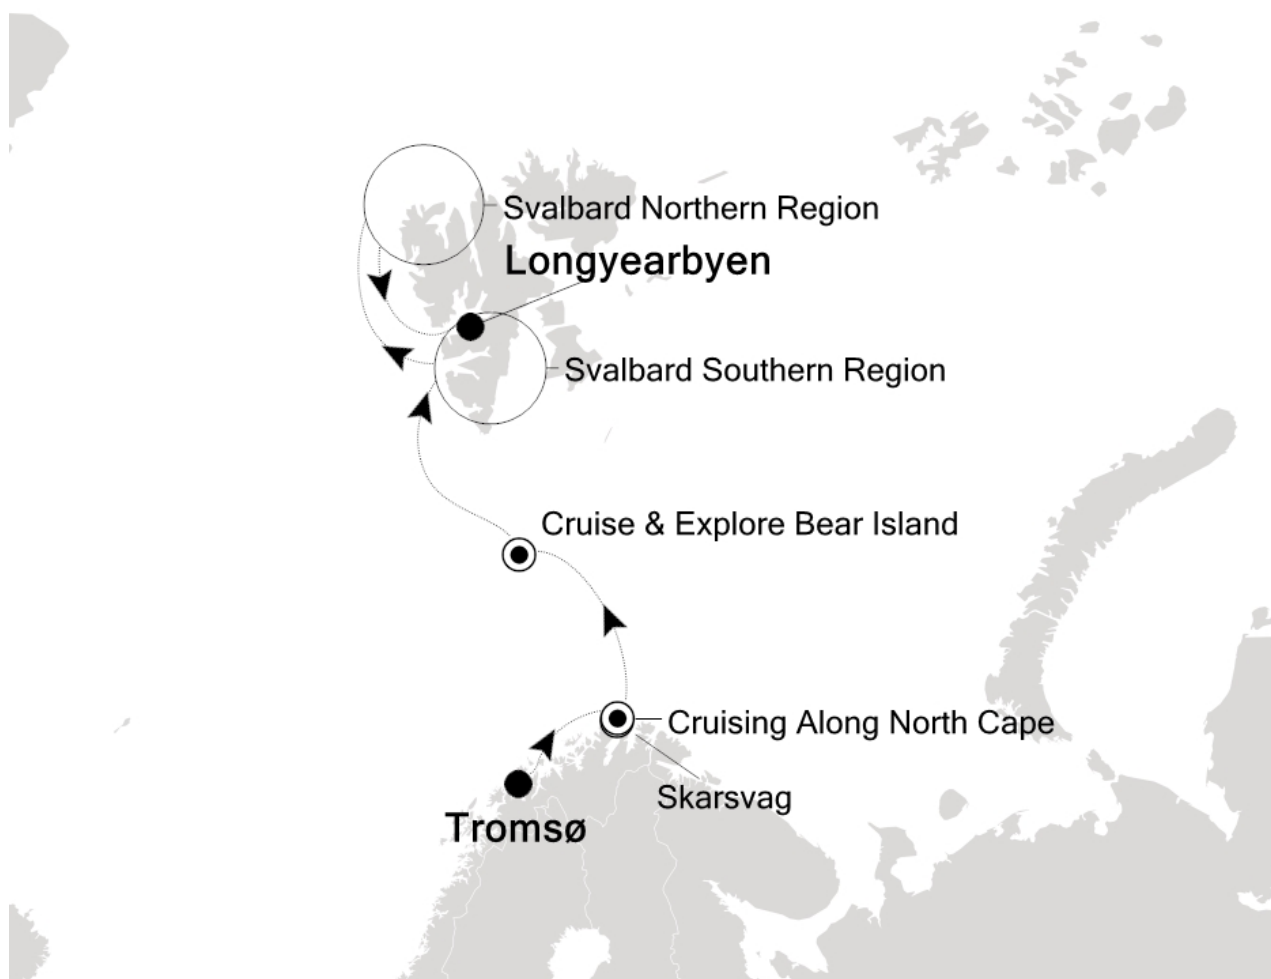 Svalbard Northern Region
Longyearbyen
Svalbard Southern Region
Cruise & Explore Bear Island
Cruising Along North Cape
Skarsvag
Tromsø